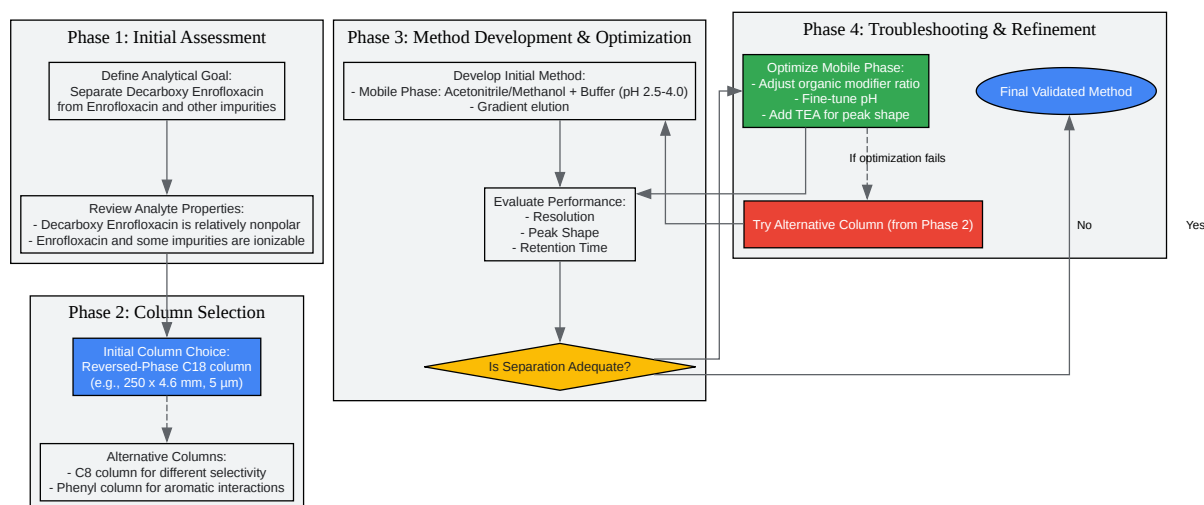 Phase 1: Initial Assessment
Define Analytical Goal:
Separate Decarboxy Enrofloxacin
from Enrofloxacin and other impurities
Review Analyte Properties:
- Decarboxy Enrofloxacin is relatively nonpolar
- Enrofloxacin and some impurities are ionizable
Phase 2: Column Selection
Initial Column Choice:
Reversed-Phase C18 column
(e.g., 250 x 4.6 mm, 5 µm)
Alternative Columns:
- C8 column for different selectivity
- Phenyl column for aromatic interactions
Phase 3: Method Development & Optimization
Develop Initial Method:
- Mobile Phase: Acetonitrile/Methanol + Buffer (pH 2.5-4.0)
- Gradient elution
Evaluate Performance:
- Resolution
- Peak Shape
- Retention Time
Is Separation Adequate?
Phase 4: Troubleshooting & Refinement
Optimize Mobile Phase:
- Adjust organic modifier ratio
- Fine-tune pH
- Add TEA for peak shape
If optimization fails
Try Alternative Column (from Phase 2)
Final Validated Method
No
Yes